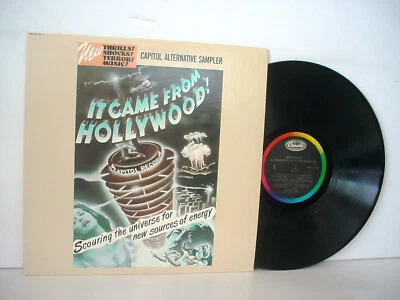 New THRILLS!
SHOCKS!
TERROR!
MUSIC!
CAPITOL ALTERNATIVE SAMPLER
IT CAME FROM
HOLLYWOOD!
CAPITOL RECORDS
Scouring the universe for
new sources of energy
Capitol